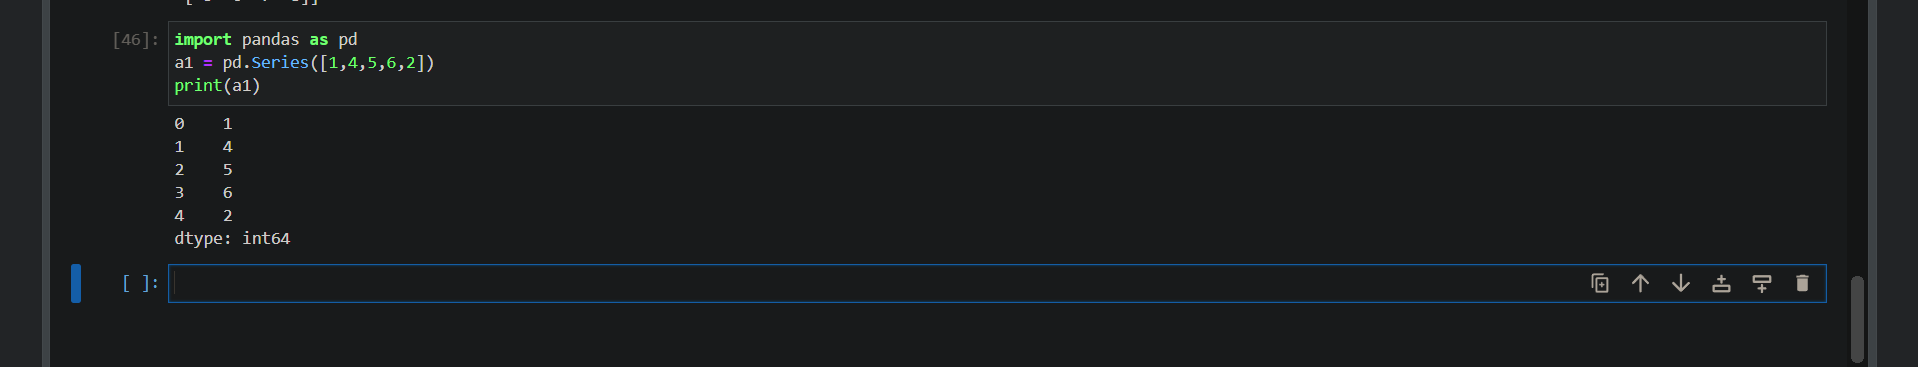 [46]: import pandas as pd
a1 = pd.Series([1,4,5,6,2])
print(a1)
0    1
1    4
2    5
3    6
4    2
dtype: int64
[ ]: